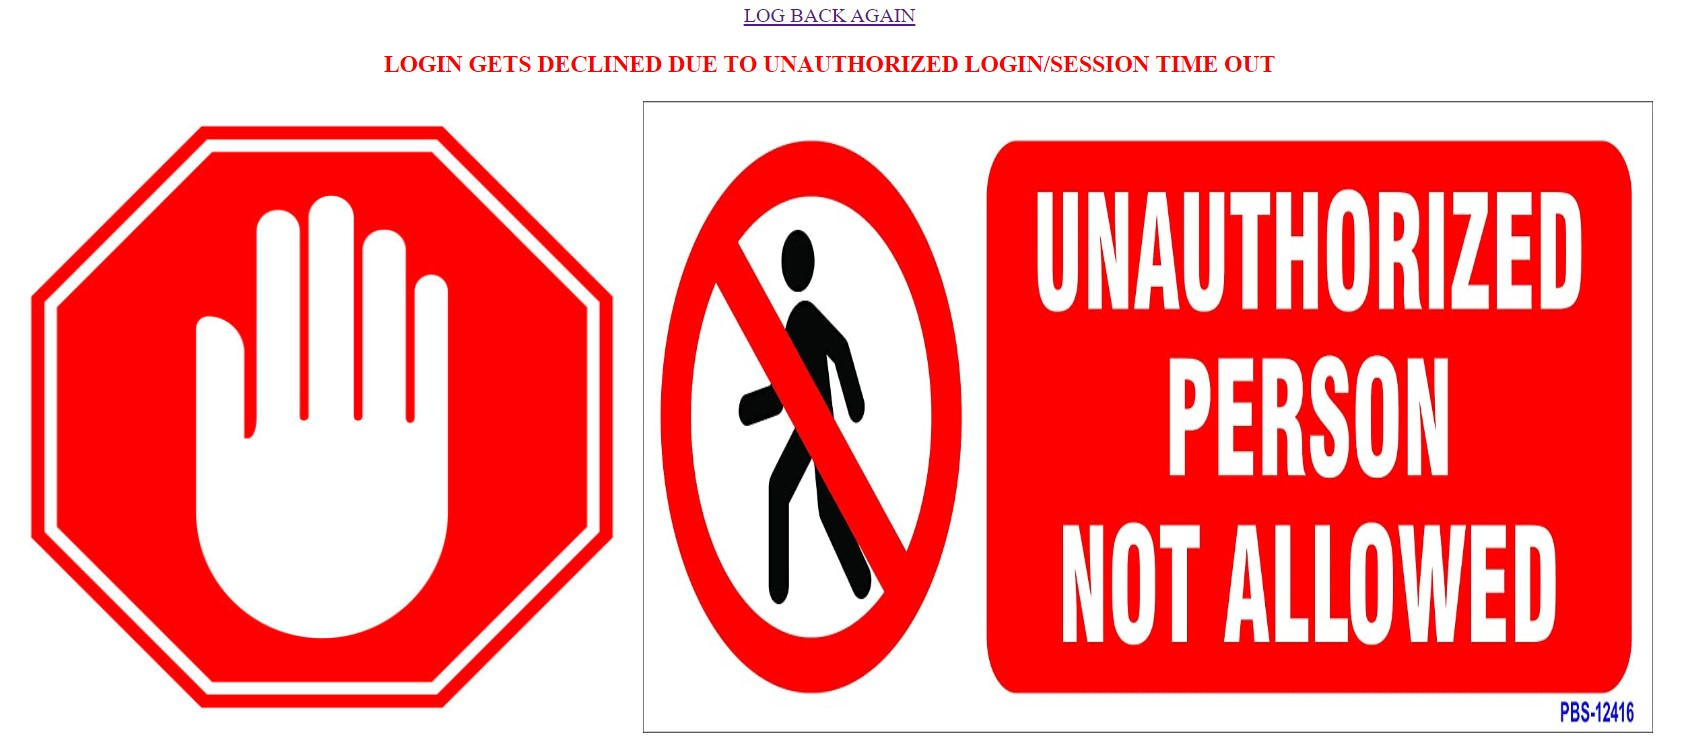 LOG BACK AGAIN
LOGIN GETS DECLINED DUE TO UNAUTHORIZED LOGIN/SESSION TIME OUT
UNAUTHORIZED
PERSON
NOT ALLOWED
PBS-12416